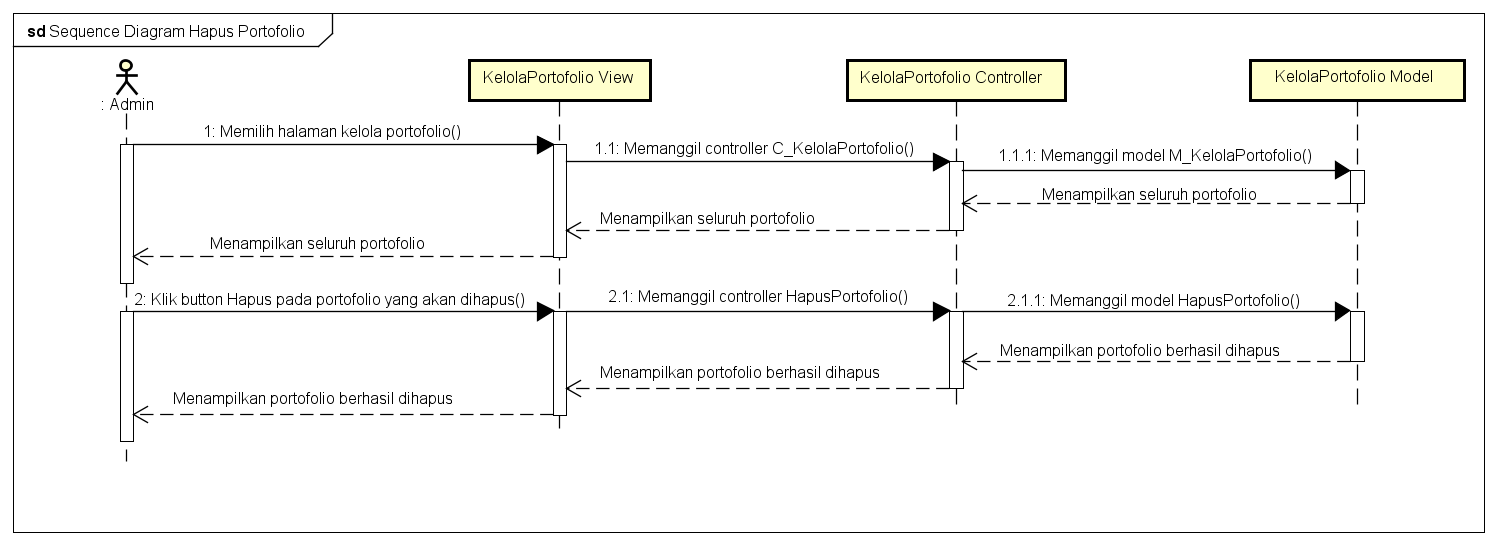 sd Sequence Diagram Hapus Portofolio
: Admin
KelolaPortofolio View
KelolaPortofolio Controller
KelolaPortofolio Model
1: Memilih halaman kelola portofolio()
1.1: Memanggil controller C_KelolaPortofolio()
1.1.1: Memanggil model M_KelolaPortofolio()
Menampilkan seluruh portofolio
Menampilkan seluruh portofolio
Menampilkan seluruh portofolio
2: Klik button Hapus pada portofolio yang akan dihapus()
2.1: Memanggil controller HapusPortofolio()
2.1.1: Memanggil model HapusPortofolio()
Menampilkan portofolio berhasil dihapus
Menampilkan portofolio berhasil dihapus
Menampilkan portofolio berhasil dihapus